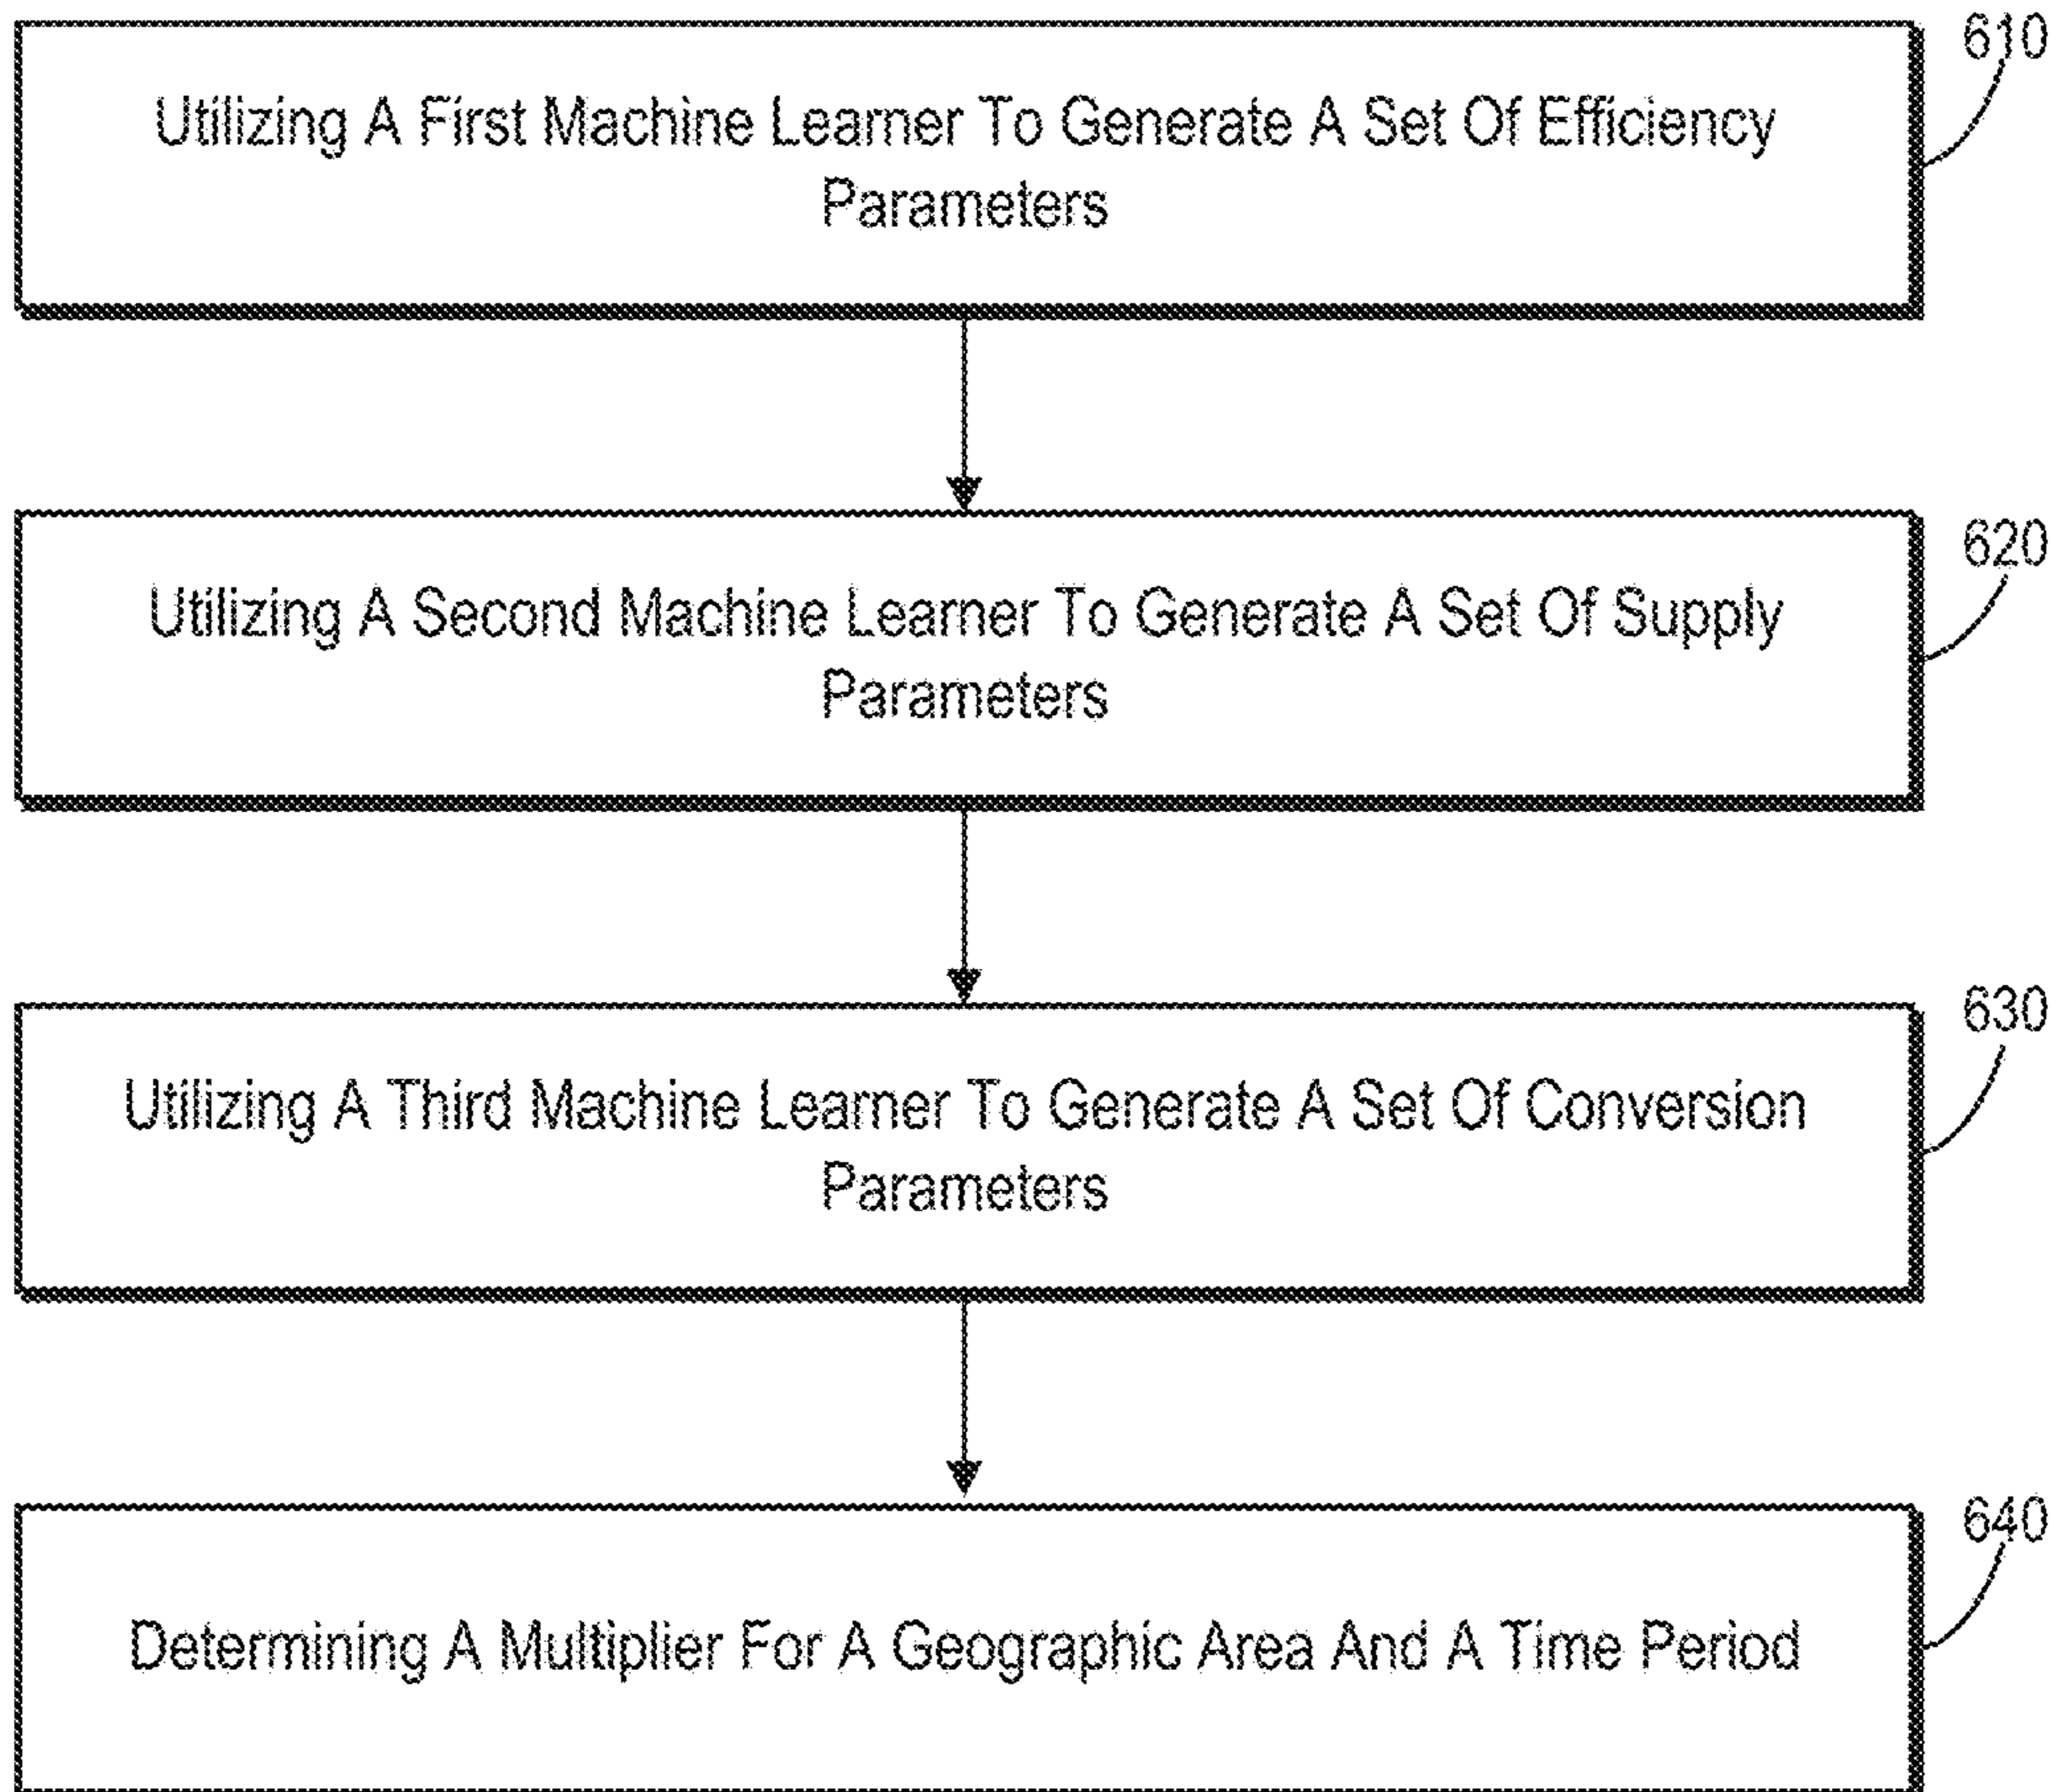 610
Utilizing A First Machine Learner To Generate A Set Of Efficiency
Parameters
620
Utilizing A Second Machine Learner To Generate A Set Of Supply
Parameters
630
Utilizing A Third Machine Learner To Generate A Set Of Conversion
Parameters
640
Determining A Multiplier For A Geographic Area And A Time Period